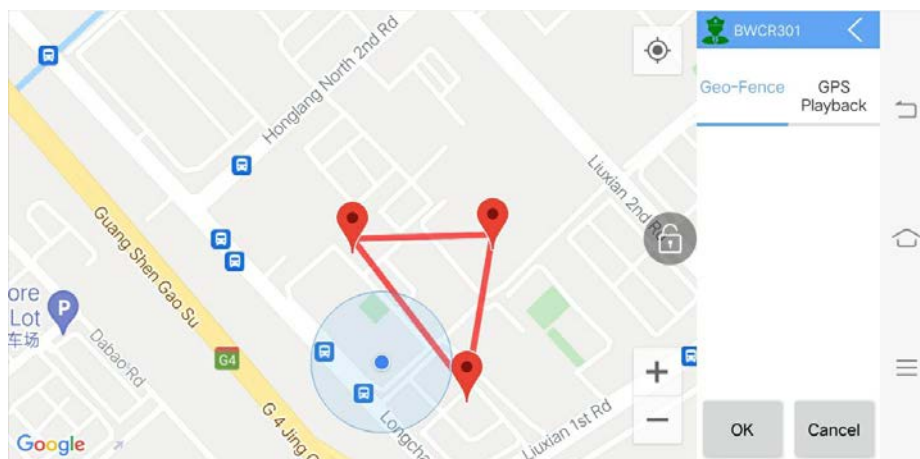 BWCR301
Geo-Fence
GPS
Playback
Honglang North 2nd Rd
Liuxian 2nd Rd
Guang Shen Gao Su
ore
Lot
车场
P
Dabao Rd
G4
G 4 Jing G
Longcha
Liuxian 1st Rd
Google
+
−
OK
Cancel